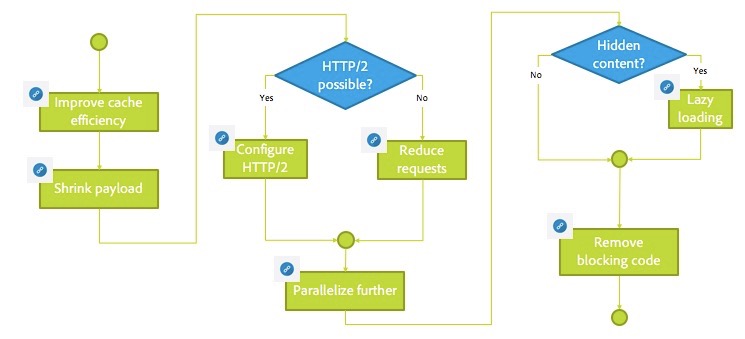 Improve cache
efficiency
Shrink payload
HTTP/2
possible?
Yes
No
Configure
HTTP/2
Reduce
requests
Parallelize further
Hidden
content?
No
Yes
Lazy
loading
Remove
blocking code